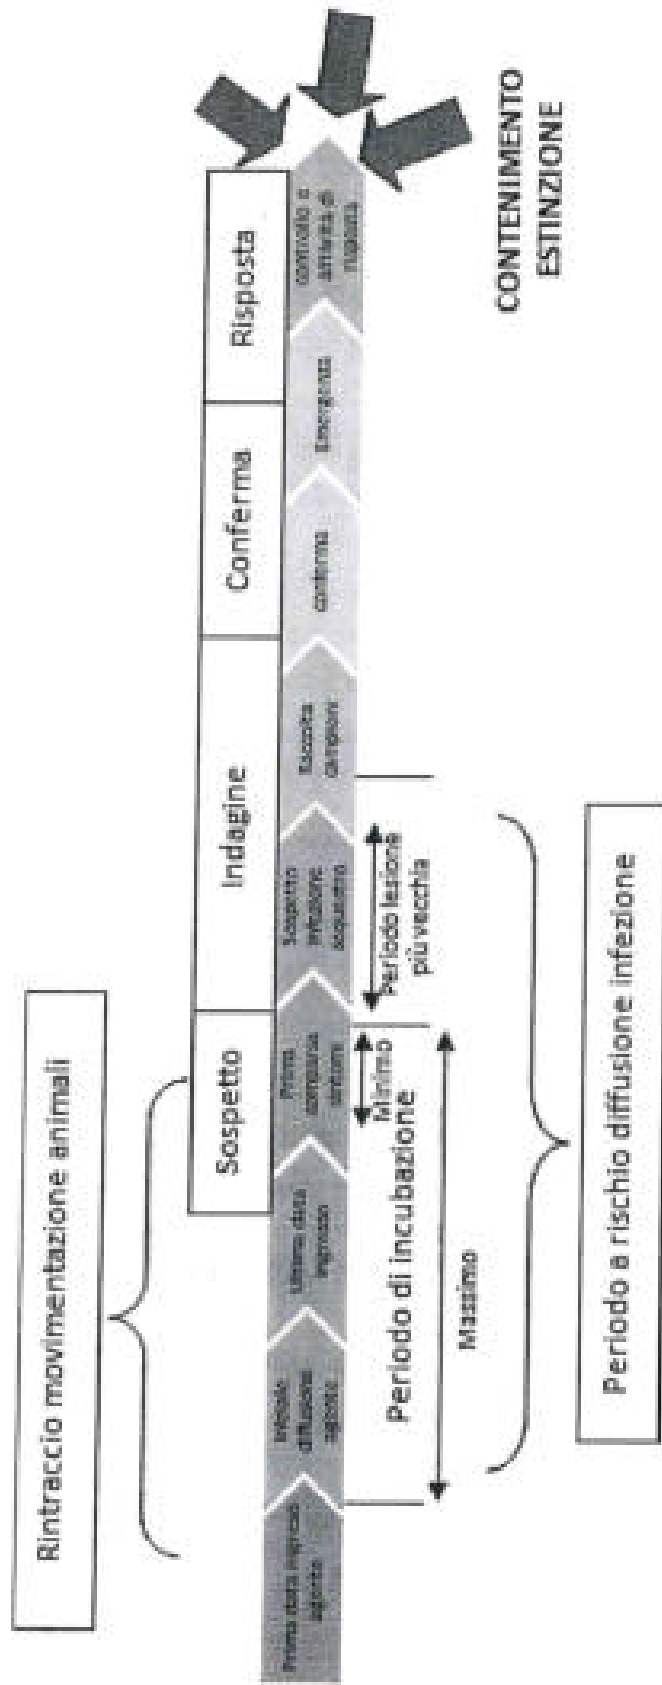 Rintraccio movimentazione animali
Sospetto
Indagine
Conferma
Risposta
Prima data ingresso
agente
Inizio
diffusione
agente
Ultima data
ingresso
Prima
comparsa
sintomi
Sospetto
infezione
sequestro
Raccolta
campioni
conferma
Emergenza
controllo e
attività di
risposta
Minimo
Periodo lesione
più vecchia
Periodo di incubazione
Massimo
Periodo a rischio diffusione infezione
CONTENIMENTO
ESTINZIONE